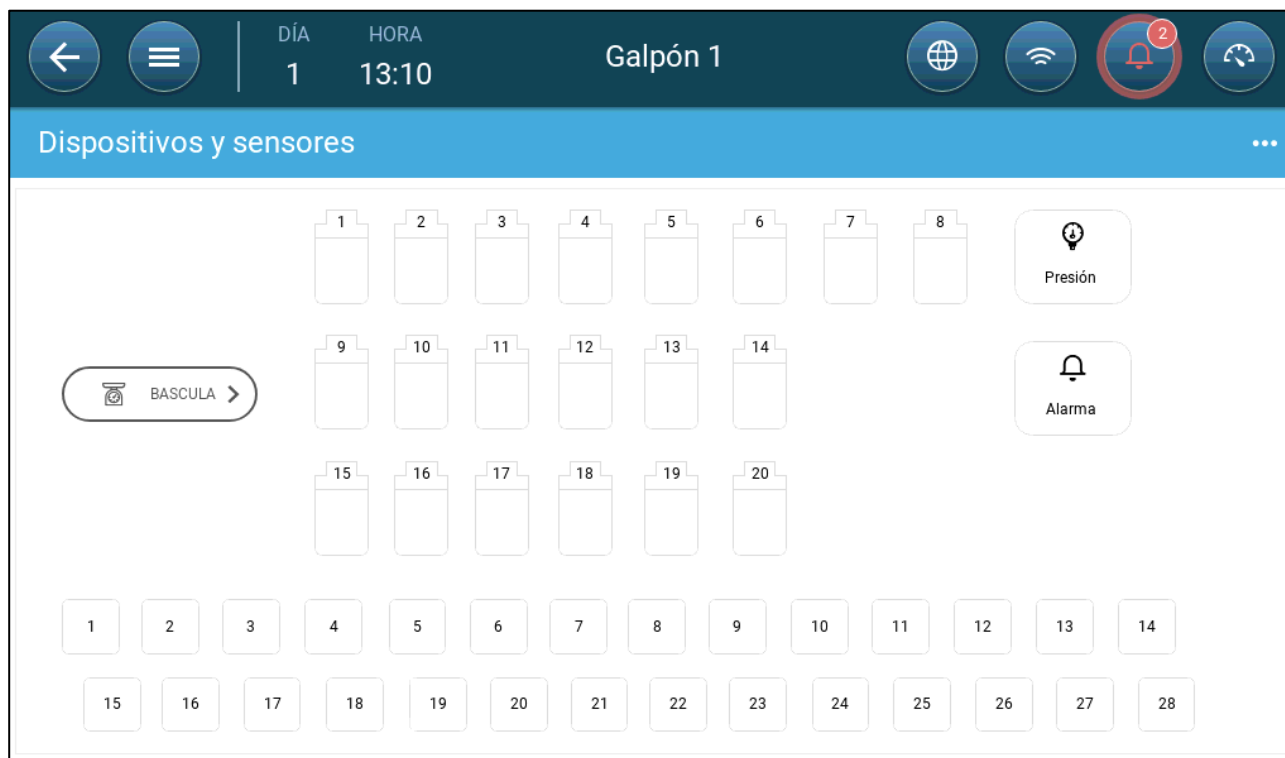 DÍA HORA
1 13:10 Galpón 1 2
Dispositivos y sensores
1 2 3 4 5 6 7 8
Presión
9 10 11 12 13 14
BASCULA Alarma
15 16 17 18 19 20
1 2 3 4 5 6 7 8 9 10 11 12 13 14
15 16 17 18 19 20 21 22 23 24 25 26 27 28